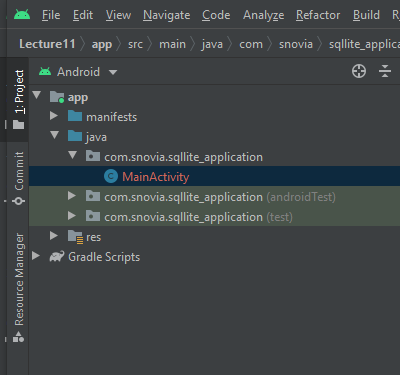 File Edit View Navigate Code Analyze Refactor Build R
Lecture11 app src main java com snovia sqllite_applica
1: Project
Android
app
manifests
java
com.snovia.sqllite_application
MainActivity
com.snovia.sqllite_application (androidTest)
com.snovia.sqllite_application (test)
res
Gradle Scripts
Commit
Resource Manager